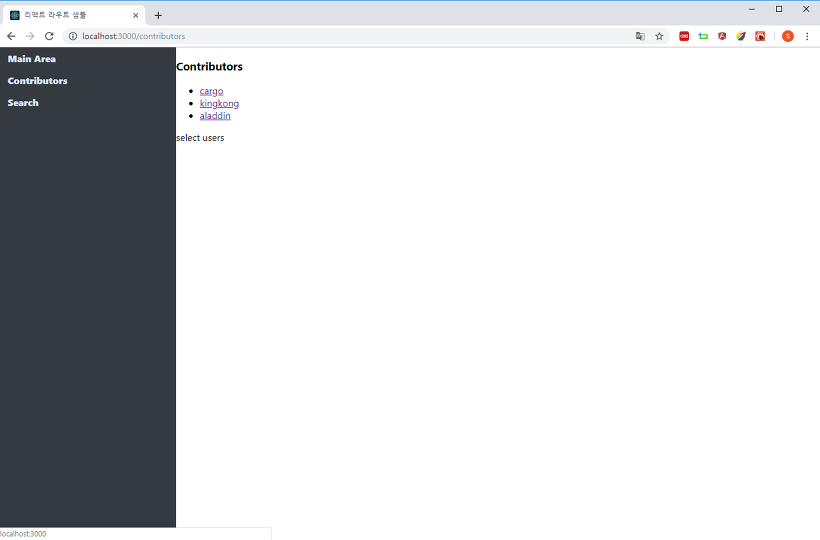 리액트 라우트 샘플
localhost:3000/contributors
S
Main Area
Contributors
Search
Contributors
cargo
kingkong
aladdin
select users
localhost:3000